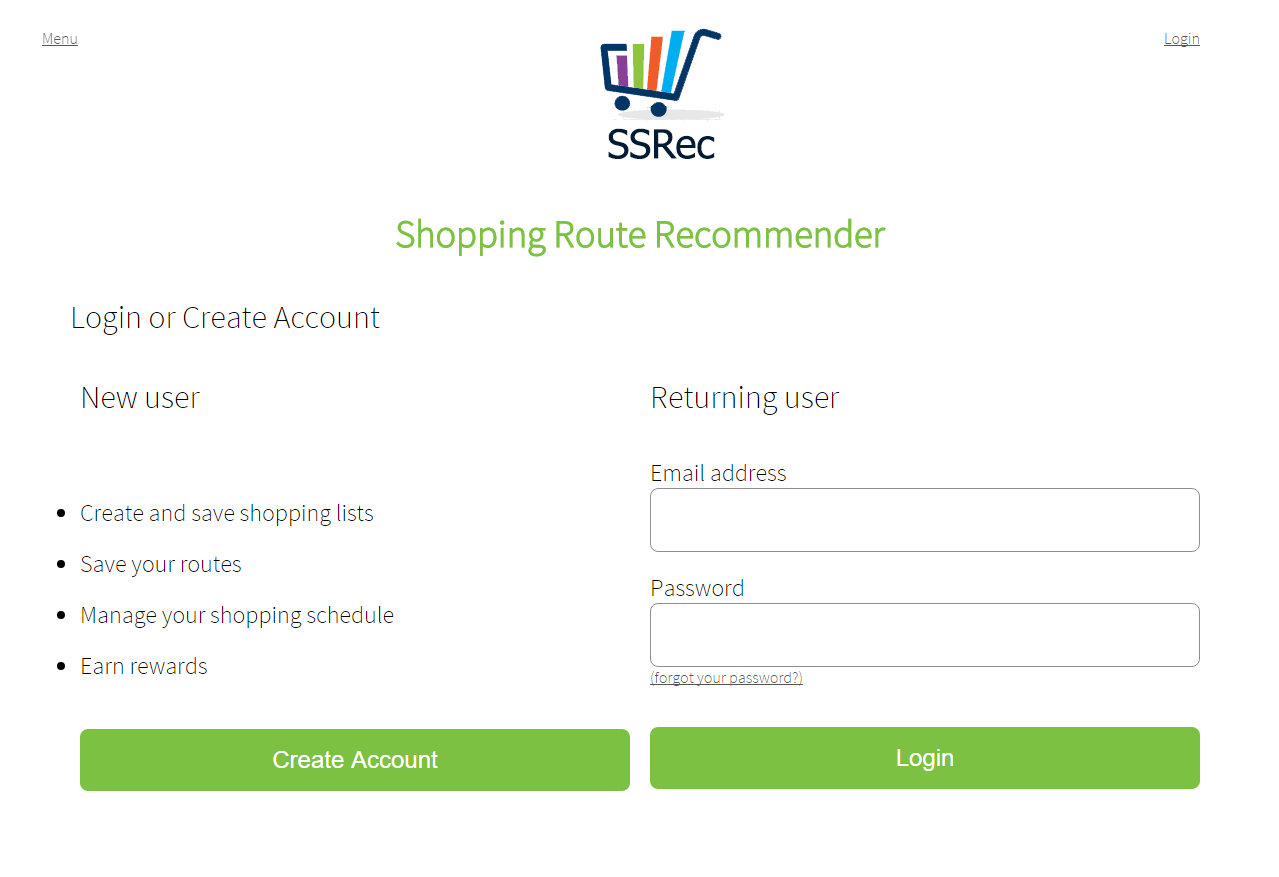 Menu
Login
SSRec
Shopping Route Recommender
Login or Create Account
New user
Create and save shopping lists
Save your routes
Manage your shopping schedule
Earn rewards
Create Account
Returning user
Email address
Password
(forgot your password?)
Login